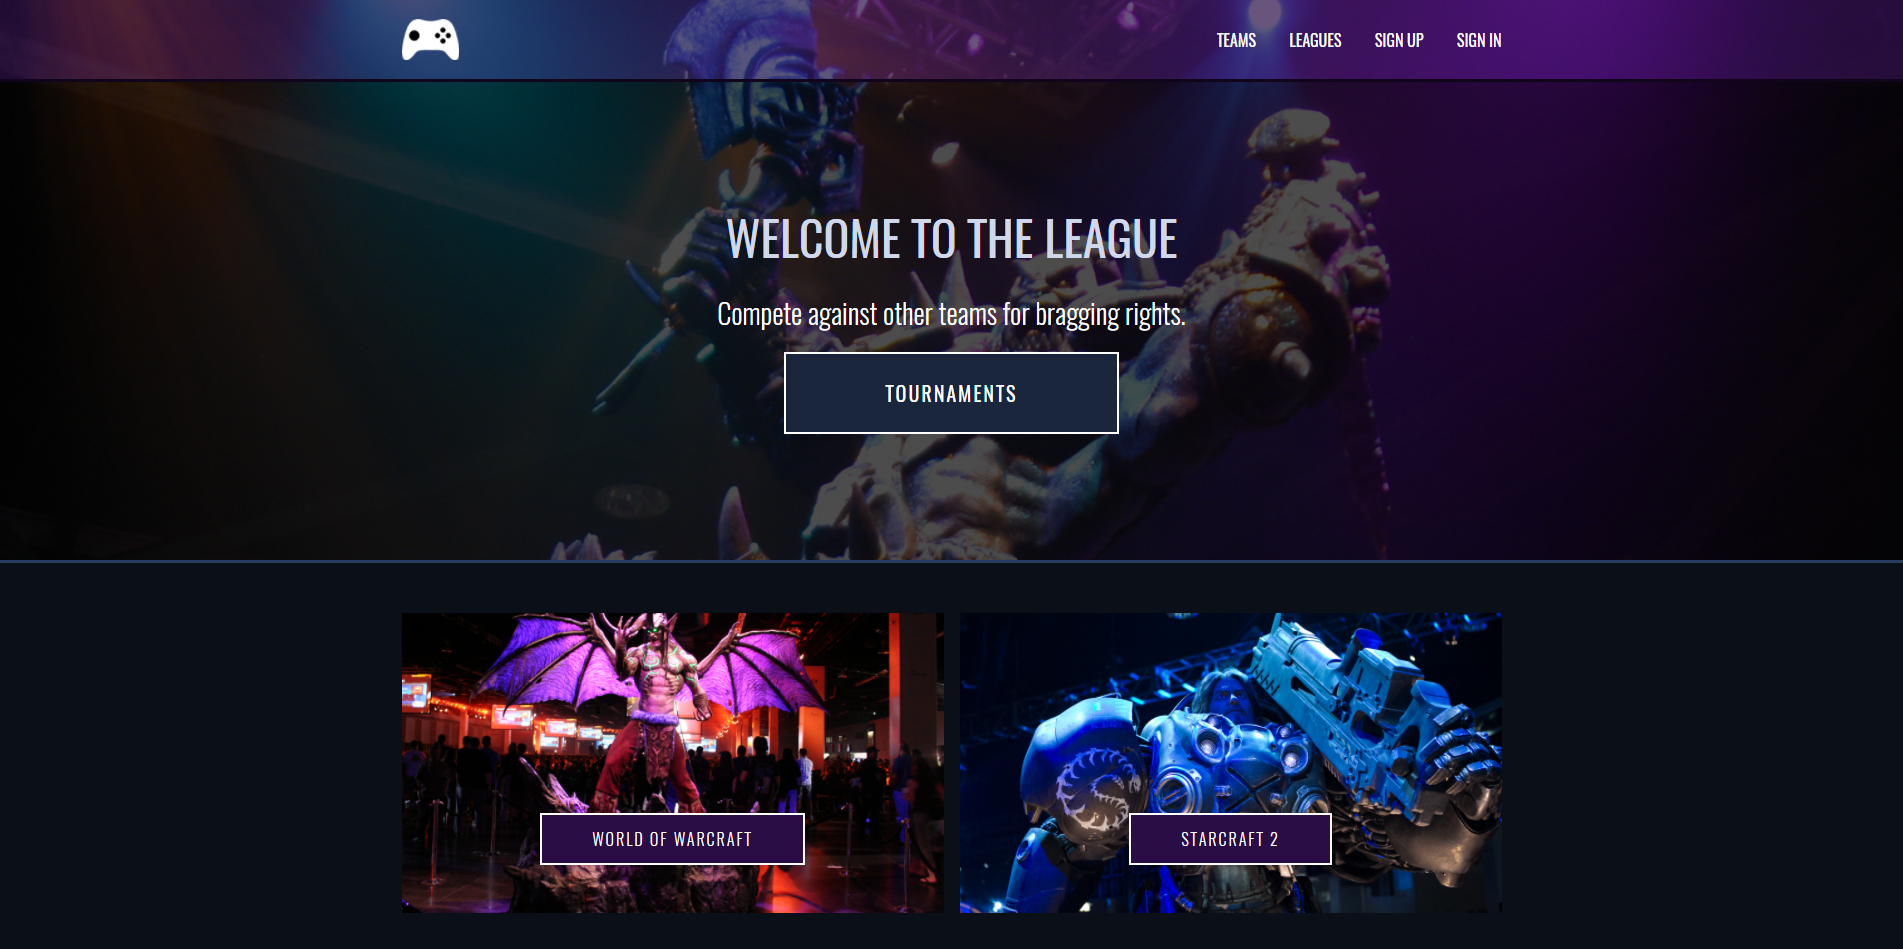 TEAMS LEAGUES SIGN UP SIGN IN
WELCOME TO THE LEAGUE
Compete against other teams for bragging rights.
TOURNAMENTS
WORLD OF WARCRAFT
STARCRAFT 2